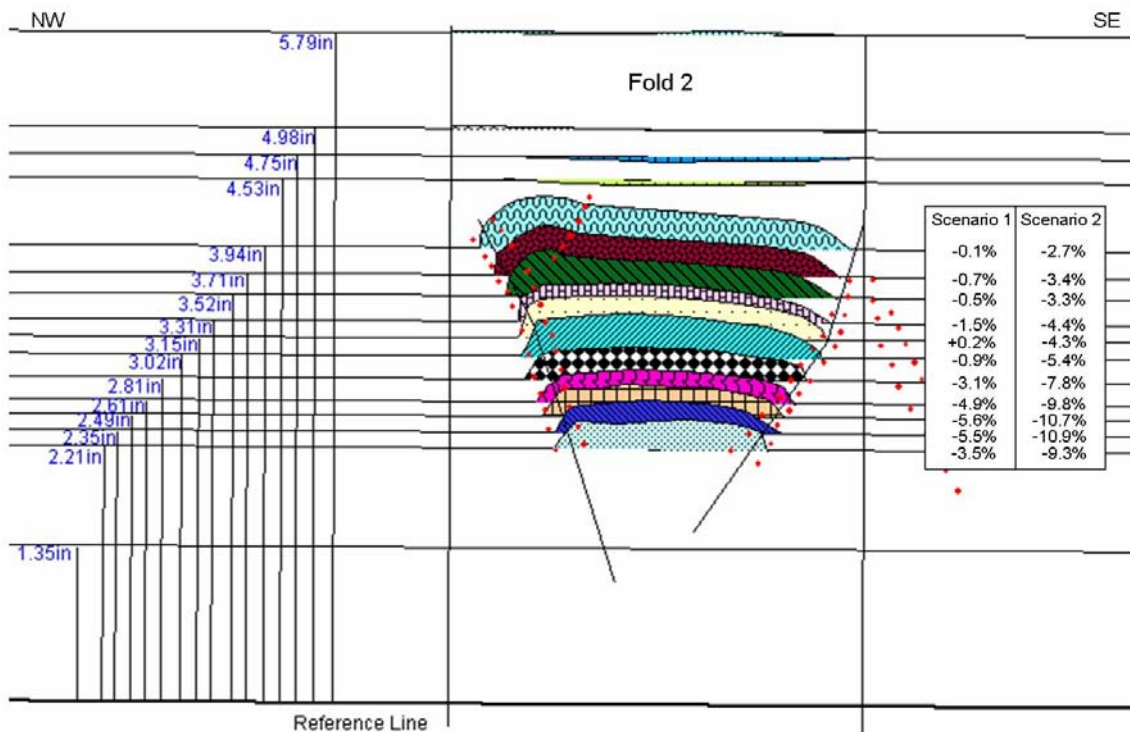 NW
SE
5.79in
Fold 2
4.98in
4.75in
4.53in
3.94in
3.71in
3.52in
3.31in
3.15in
3.02in
2.81in
2.61in
2.49in
2.35in
2.21in
1.35in
Scenario 1 Scenario 2
-0.1% -2.7%
-0.7% -3.4%
-0.5% -3.3%
-1.5% -4.4%
+0.2% -4.3%
-0.9% -5.4%
-3.1% -7.8%
-4.9% -9.8%
-5.6% -10.7%
-5.5% -10.9%
-3.5% -9.3%
Reference Line